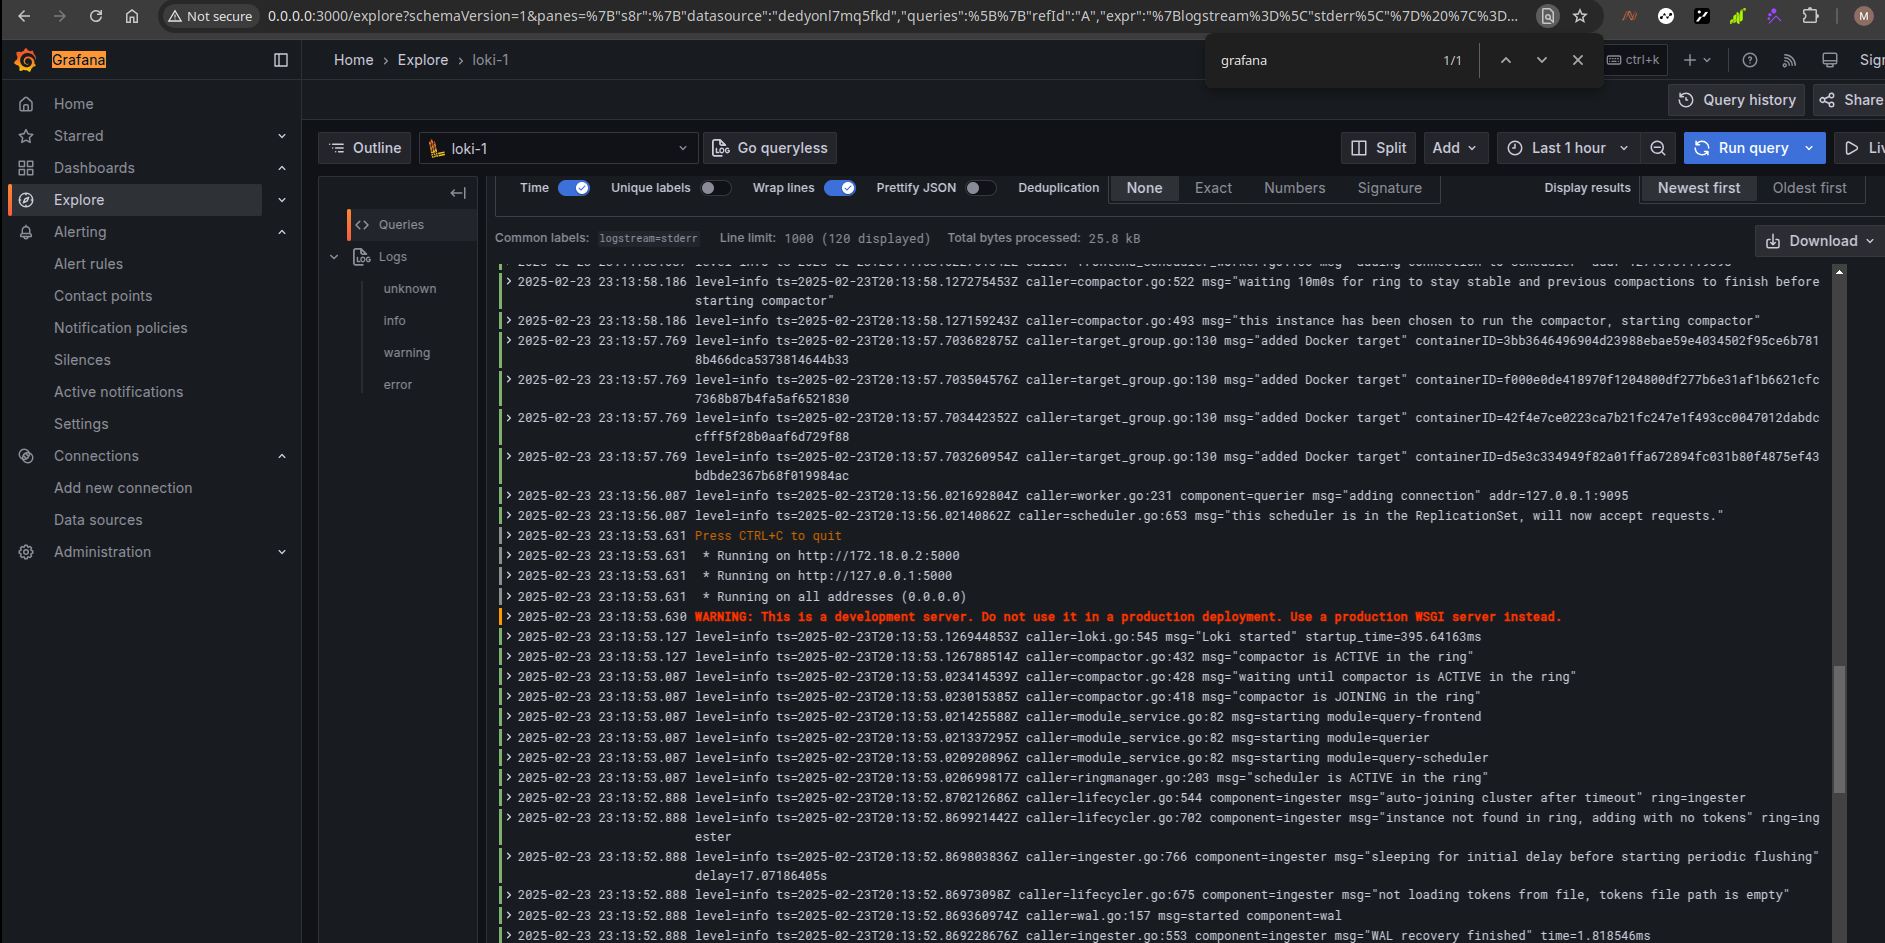 Not secure 0.0.0.0:3000/explore?schemaVersion=1&panes=%7B"s8r":%7B"datasource":"dedyonl7mq5fkd","queries":%5B%7B"refId":"A","expr":"%7Blogstream%3D%5C"stderr%5C"%7D%20%7C%3D... M
Grafana
Home › Explore › loki-1
grafana 1/1
ctrl+k
Sign
Home
Starred
Dashboards
Explore
Alerting
Alert rules
Contact points
Notification policies
Silences
Active notifications
Settings
Connections
Add new connection
Data sources
Administration
Query history Share
Outline loki-1 Go queryless Split Add Last 1 hour Run query Liv
Queries
Logs
unknown
info
warning
error
Time Unique labels Wrap lines Prettify JSON Deduplication None Exact Numbers Signature Display results Newest first Oldest first
Common labels: logstream=stderr Line limit: 1000 (120 displayed) Total bytes processed: 25.8 kB
Download
2025-02-23 23:13:58.186 level=info ts=2025-02-23T20:13:58.127275453Z caller=compactor.go:522 msg="waiting 10m0s for ring to stay stable and previous compactions to finish before
starting compactor"
2025-02-23 23:13:58.186 level=info ts=2025-02-23T20:13:58.127159243Z caller=compactor.go:493 msg="this instance has been chosen to run the compactor, starting compactor"
2025-02-23 23:13:57.769 level=info ts=2025-02-23T20:13:57.703682875Z caller=target_group.go:130 msg="added Docker target" containerID=3bb3646496904d23988ebae59e4034502f95ce6b781
8b466dca5373814644b33
2025-02-23 23:13:57.769 level=info ts=2025-02-23T20:13:57.703504576Z caller=target_group.go:130 msg="added Docker target" containerID=f000e0de418970f1204800df277b6e31af1b6621cfc
7368b87b4fa5af6521830
2025-02-23 23:13:57.769 level=info ts=2025-02-23T20:13:57.703442352Z caller=target_group.go:130 msg="added Docker target" containerID=42f4e7ce0223ca7b21fc247e1f493cc0047012dabdc
cfff5f28b0aaf6d729f88
2025-02-23 23:13:57.769 level=info ts=2025-02-23T20:13:57.703260954Z caller=target_group.go:130 msg="added Docker target" containerID=d5e3c334949f82a01ffa672894fc031b80f4875ef43
bdbde2367b68f019984ac
2025-02-23 23:13:56.087 level=info ts=2025-02-23T20:13:56.021692804Z caller=worker.go:231 component=querier msg="adding connection" addr=127.0.0.1:9095
2025-02-23 23:13:56.087 level=info ts=2025-02-23T20:13:56.02140862Z caller=scheduler.go:653 msg="this scheduler is in the ReplicationSet, will now accept requests."
2025-02-23 23:13:53.631 Press CTRL+C to quit
2025-02-23 23:13:53.631 * Running on http://172.18.0.2:5000
2025-02-23 23:13:53.631 * Running on http://127.0.0.1:5000
2025-02-23 23:13:53.631 * Running on all addresses (0.0.0.0)
2025-02-23 23:13:53.630 WARNING: This is a development server. Do not use it in a production deployment. Use a production WSGI server instead.
2025-02-23 23:13:53.127 level=info ts=2025-02-23T20:13:53.126944853Z caller=loki.go:545 msg="Loki started" startup_time=395.64163ms
2025-02-23 23:13:53.127 level=info ts=2025-02-23T20:13:53.126788514Z caller=compactor.go:432 msg="compactor is ACTIVE in the ring"
2025-02-23 23:13:53.087 level=info ts=2025-02-23T20:13:53.023414539Z caller=compactor.go:428 msg="waiting until compactor is ACTIVE in the ring"
2025-02-23 23:13:53.087 level=info ts=2025-02-23T20:13:53.023015385Z caller=compactor.go:418 msg="compactor is JOINING in the ring"
2025-02-23 23:13:53.087 level=info ts=2025-02-23T20:13:53.021425588Z caller=module_service.go:82 msg=starting module=query-frontend
2025-02-23 23:13:53.087 level=info ts=2025-02-23T20:13:53.021337295Z caller=module_service.go:82 msg=starting module=querier
2025-02-23 23:13:53.087 level=info ts=2025-02-23T20:13:53.020920896Z caller=module_service.go:82 msg=starting module=query-scheduler
2025-02-23 23:13:53.087 level=info ts=2025-02-23T20:13:53.020699817Z caller=ringmanager.go:203 msg="scheduler is ACTIVE in the ring"
2025-02-23 23:13:52.888 level=info ts=2025-02-23T20:13:52.870212686Z caller=lifecycler.go:544 component=ingester msg="auto-joining cluster after timeout" ring=ingester
2025-02-23 23:13:52.888 level=info ts=2025-02-23T20:13:52.869921442Z caller=lifecycler.go:702 component=ingester msg="instance not found in ring, adding with no tokens" ring=ing
ester
2025-02-23 23:13:52.888 level=info ts=2025-02-23T20:13:52.869803836Z caller=ingester.go:766 component=ingester msg="sleeping for initial delay before starting periodic flushing"
delay=17.07186405s
2025-02-23 23:13:52.888 level=info ts=2025-02-23T20:13:52.86973098Z caller=lifecycler.go:675 component=ingester msg="not loading tokens from file, tokens file path is empty"
2025-02-23 23:13:52.888 level=info ts=2025-02-23T20:13:52.869360974Z caller=wal.go:157 msg=started component=wal
2025-02-23 23:13:52.888 level=info ts=2025-02-23T20:13:52.869228676Z caller=ingester.go:553 component=ingester msg="WAL recovery finished" time=1.818546ms